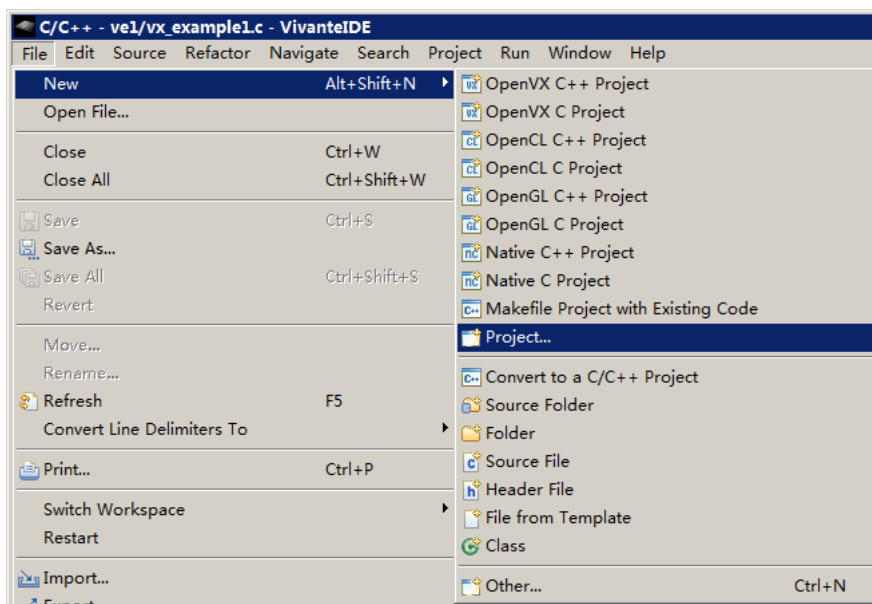 C/C++ - ve1/vx_example1.c - VivanteIDE
File Edit Source Refactor Navigate Search Project Run Window Help
New Alt+Shift+N
Open File...
Close Ctrl+W
Close All Ctrl+Shift+W
Save Ctrl+S
Save As...
Save All Ctrl+Shift+S
Revert
Move...
Rename...
Refresh F5
Convert Line Delimiters To
Print... Ctrl+P
Switch Workspace
Restart
Import...
Export
OpenVX C++ Project
OpenVX C Project
OpenCL C++ Project
OpenCL C Project
OpenGL C++ Project
OpenGL C Project
Native C++ Project
Native C Project
Makefile Project with Existing Code
Project...
Convert to a C/C++ Project
Source Folder
Folder
Source File
Header File
File from Template
Class
Other... Ctrl+N